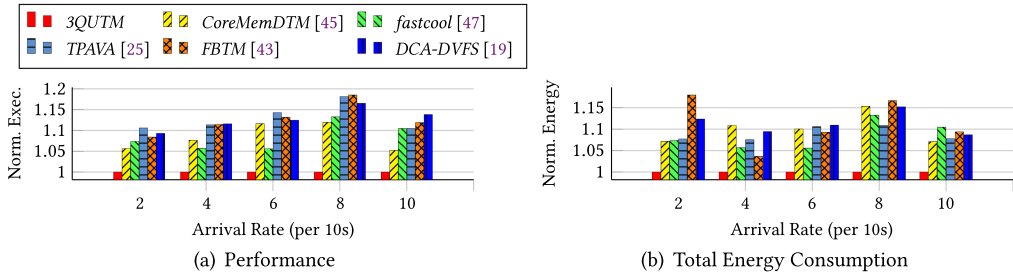 3QUTM CoreMemDTM [45] fastcool [47]
TPAVA [25] FBTM [43] DCA-DVFS [19]
Norm. Exec.
1.2
1.15
1.1
1.05
1
2 4 6 8 10
Arrival Rate (per 10s)
(a) Performance
Norm. Energy
1.15
1.1
1.05
1
2 4 6 8 10
Arrival Rate (per 10s)
(b) Total Energy Consumption